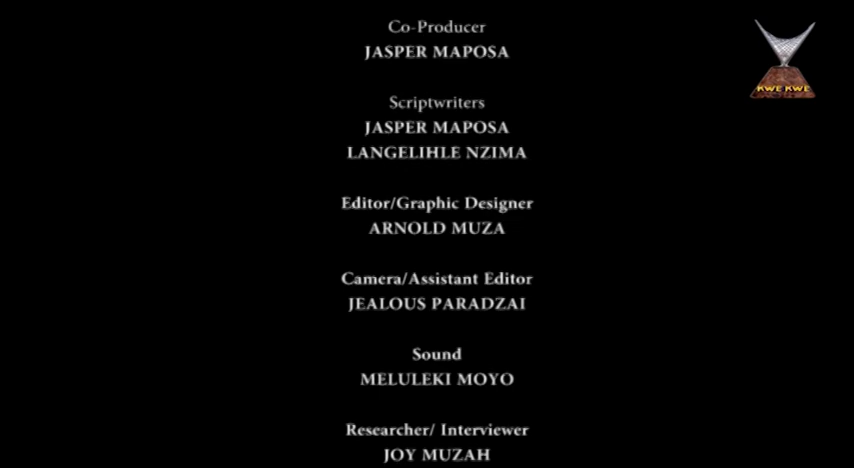 Co-Producer
JASPER MAPOSA
Scriptwriters
JASPER MAPOSA
LANGELIHLE NZIMA
Editor/Graphic Designer
ARNOLD MUZA
Camera/Assistant Editor
JEALOUS PARADZAI
Sound
MELULEKI MOYO
Researcher/ Interviewer
JOY MUZAH
KWE KWE